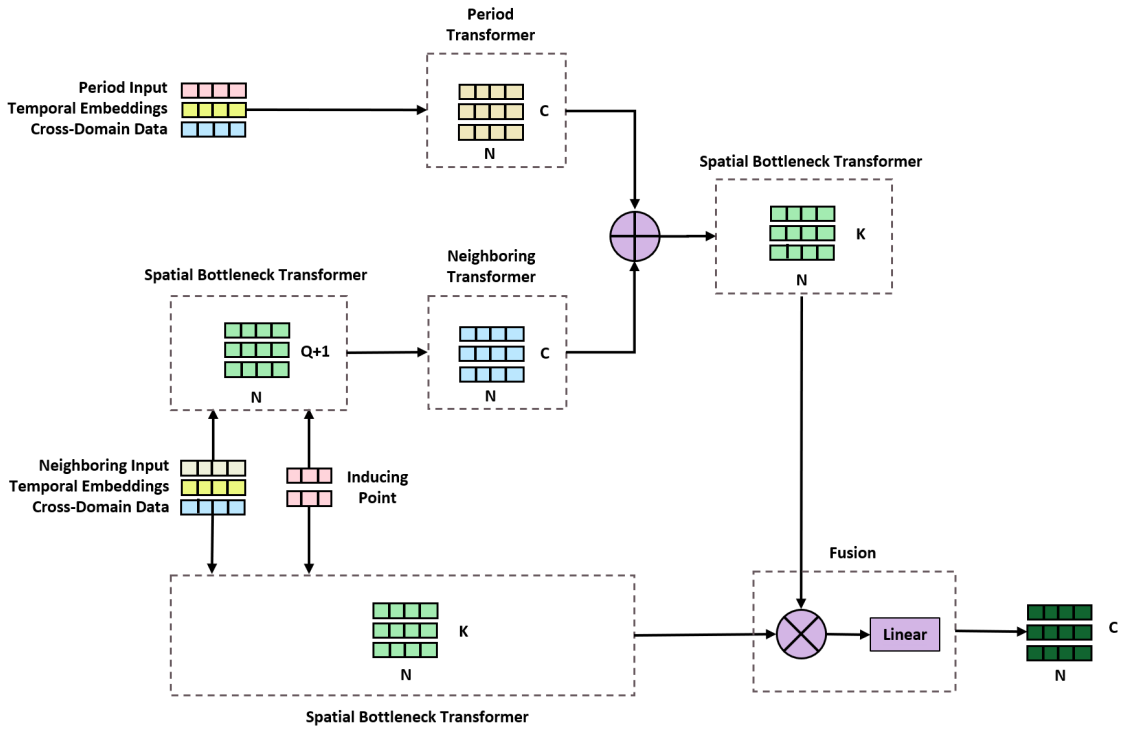 Period
Transformer
Period Input
Temporal Embeddings
Cross-Domain Data
C
N
Spatial Bottleneck Transformer
K
N
Neighboring
Transformer
Spatial Bottleneck Transformer
Q+1
N
C
N
Neighboring Input
Temporal Embeddings
Cross-Domain Data
Inducing
Point
Fusion
K
N
Linear
C
N
Spatial Bottleneck Transformer